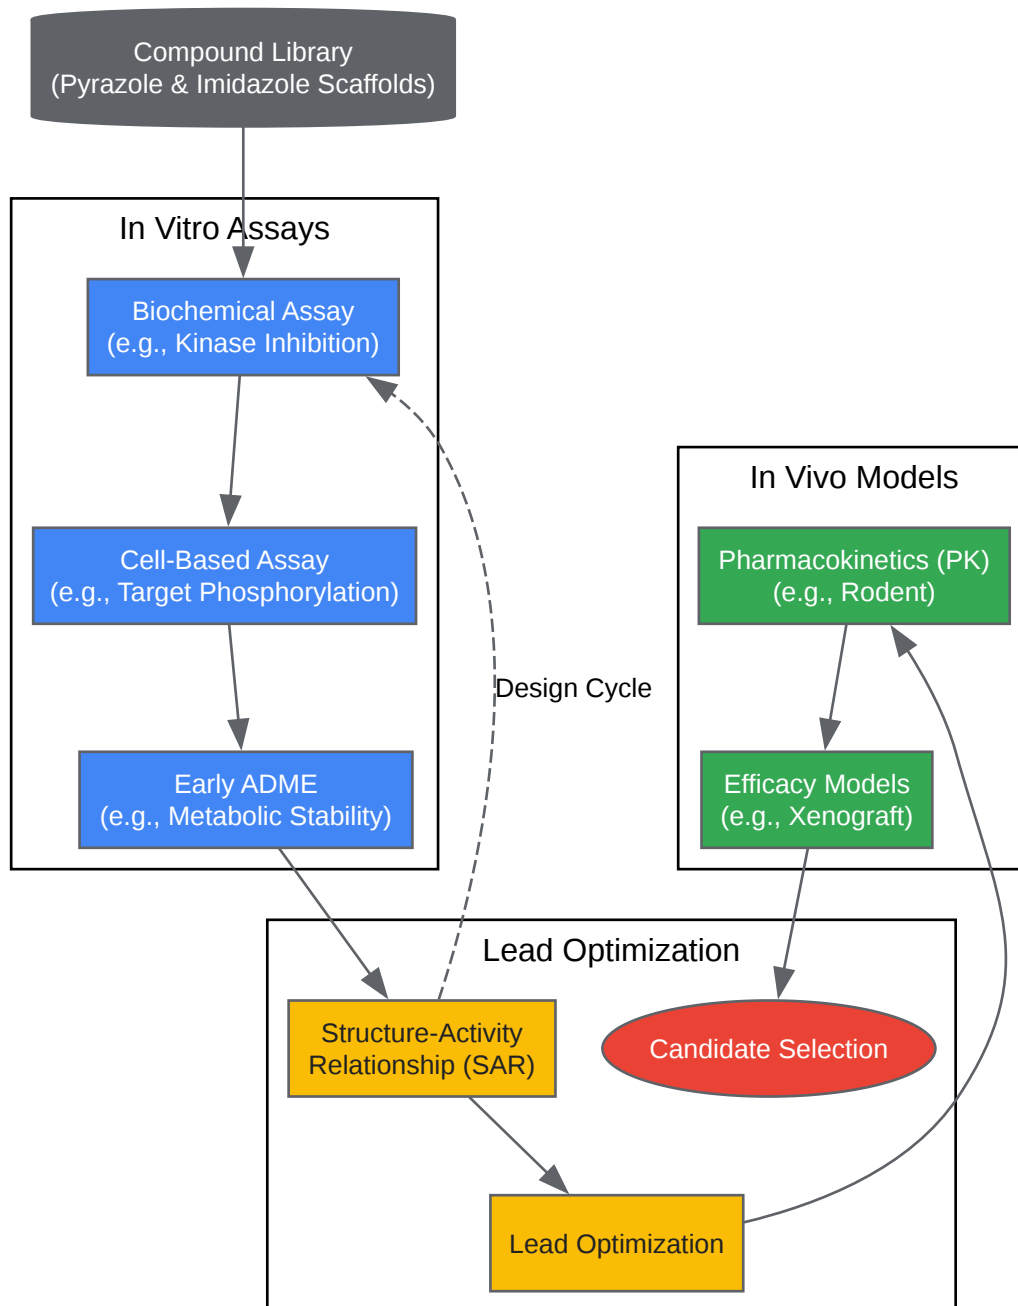 Compound Library
(Pyrazole & Imidazole Scaffolds)
In Vitro Assays
Biochemical Assay
(e.g., Kinase Inhibition)
Cell-Based Assay
(e.g., Target Phosphorylation)
Early ADME
(e.g., Metabolic Stability)
Design Cycle
In Vivo Models
Pharmacokinetics (PK)
(e.g., Rodent)
Efficacy Models
(e.g., Xenograft)
Lead Optimization
Structure-Activity
Relationship (SAR)
Candidate Selection
Lead Optimization